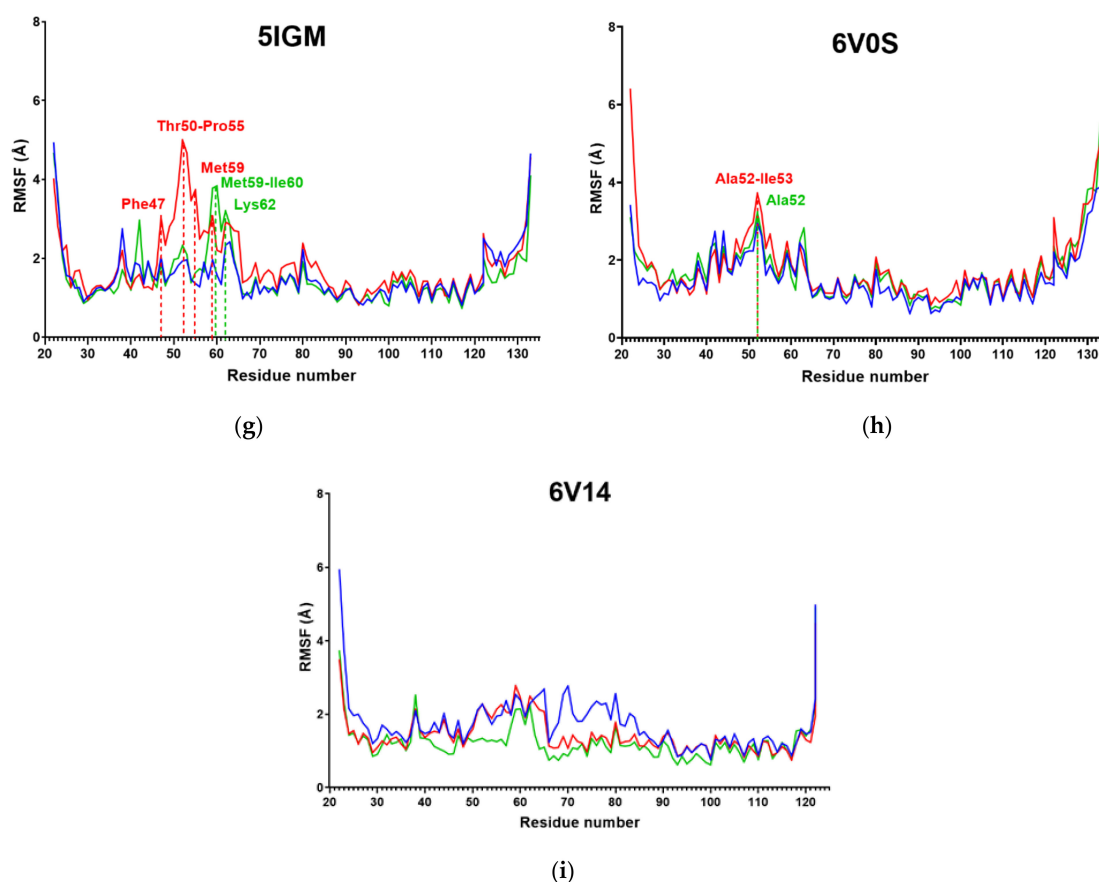 5IGM
8
6
4
2
0
RMSF (Å)
Thr50-Pro55
Met59
Met59-Ile60
Phe47
Lys62
20 30 40 50 60 70 80 90 100 110 120 130
Residue number
(g)
6V0S
8
6
4
2
0
RMSF (Å)
Ala52-Ile53
Ala52
20 30 40 50 60 70 80 90 100 110 120 130
Residue number
(h)
6V14
8
6
4
2
0
RMSF (Å)
20 30 40 50 60 70 80 90 100 110 120
Residue number
(i)